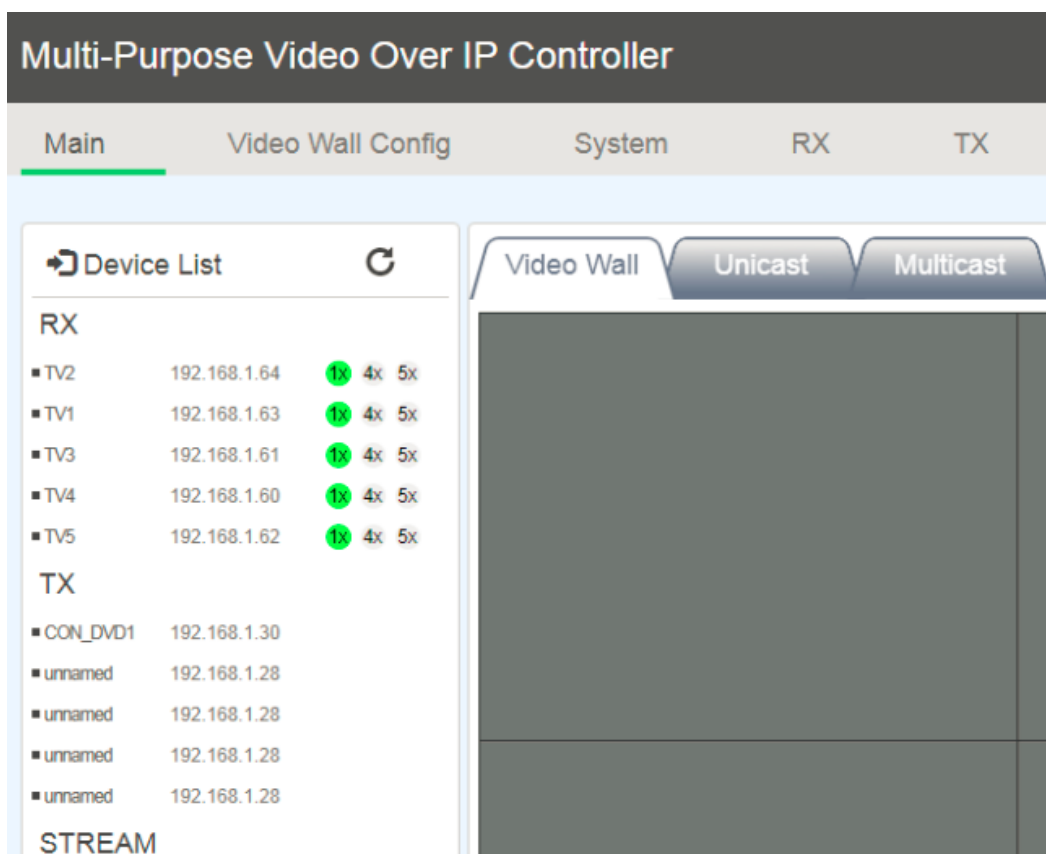 Multi-Purpose Video Over IP Controller
Main Video Wall Config System RX TX
Device List
Video Wall Unicast Multicast
RX
TV2 192.168.1.64 1x 4x 5x
TV1 192.168.1.63 1x 4x 5x
TV3 192.168.1.61 1x 4x 5x
TV4 192.168.1.60 1x 4x 5x
TV5 192.168.1.62 1x 4x 5x
TX
CON_DVD1 192.168.1.30
unnamed 192.168.1.28
unnamed 192.168.1.28
unnamed 192.168.1.28
unnamed 192.168.1.28
STREAM